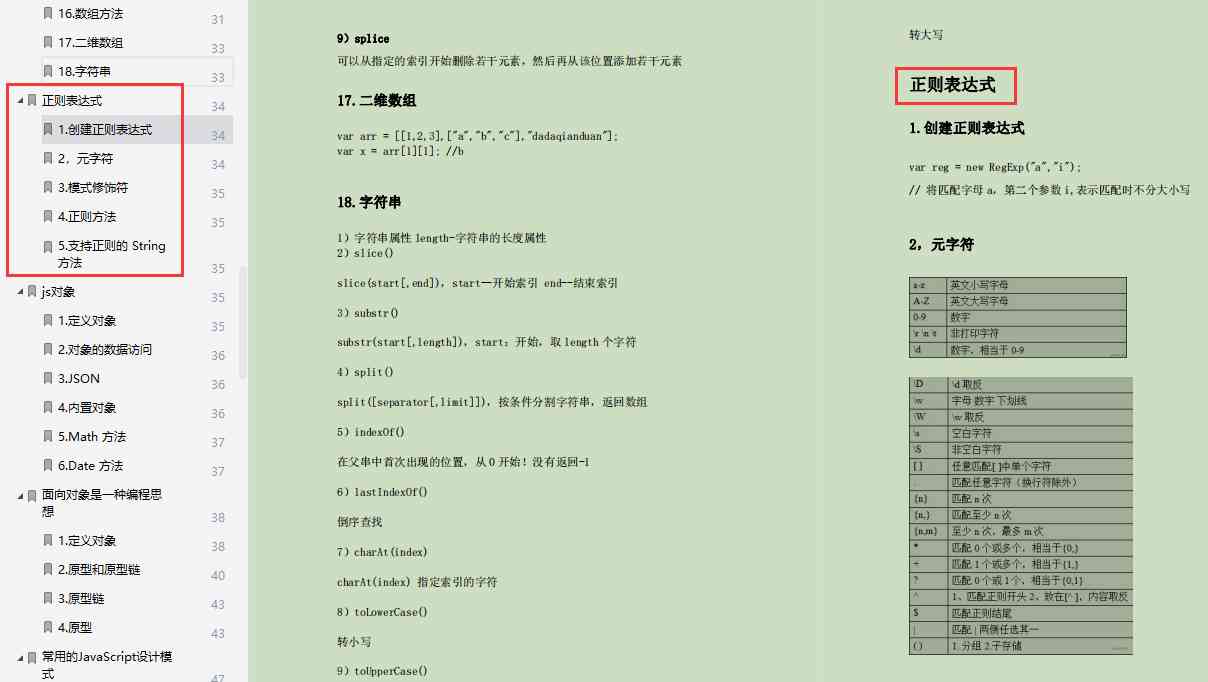 16.数组方法 31
17.二维数组 33
18.字符串 33
正则表达式 34
1.创建正则表达式 34
2，元字符 34
3.模式修饰符 35
4.正则方法 35
5.支持正则的 String
方法 35
js对象 35
1.定义对象 35
2.对象的数据访问 36
3.JSON 36
4.内置对象 36
5.Math 方法 37
6.Date 方法 37
面向对象是一种编程思
想 38
1.定义对象 38
2.原型和原型链 40
3.原型链 43
4.原型 43
常用的JavaScript设计模
式 47
9）splice
可以从指定的索引开始删除若干元素，然后再从该位置添加若干元素
17. 二维数组
var arr = [[1,2,3],["a","b","c"],"dadaqianduan"];
var x = arr[1][1]; //b
18. 字符串
1）字符串属性 length-字符串的长度属性
2）slice()
slice(start[,end])，start--开始索引 end--结束索引
3）substr()
substr(start[,length])，start：开始，取 length 个字符
4）split()
split([separator[,limit]])，按条件分割字符串，返回数组
5）indexOf()
在父串中首次出现的位置，从 0 开始！没有返回-1
6）lastIndexOf()
倒序查找
7）charAt(index)
charAt(index) 指定索引的字符
8）toLowerCase()
转小写
9）toUpperCase()
转大写
正则表达式
1. 创建正则表达式
var reg = new RegExp("a","i");
// 将匹配字母 a，第二个参数 i,表示匹配时不分大小写
2，元字符
a-z 英文小写字母
A-Z 英文大写字母
0-9 数字
\r \n \t 非打印字符
\d 数字，相当于 0-9
\D \d 取反
\w 字母 数字 下划线
\W \w 取反
\s 空白字符
\S 非空白字符
[ ] 任意匹配[ ]中单个字符
. 匹配任意字符（换行符除外）
{n} 匹配 n 次
{n,} 匹配至少 n 次
{n,m} 至少 n 次，最多 m 次
* 匹配 0 个或多个，相当于{0,}
+ 匹配 1 个或多个，相当于{1,}
? 匹配 0 个或 1 个，相当于{0,1}
^ 1、匹配正则开头 2、放在[^ ]，内容取反
$ 匹配正则结尾
| 匹配 | 两侧任选其一
( ) 1.分组 2.子存储